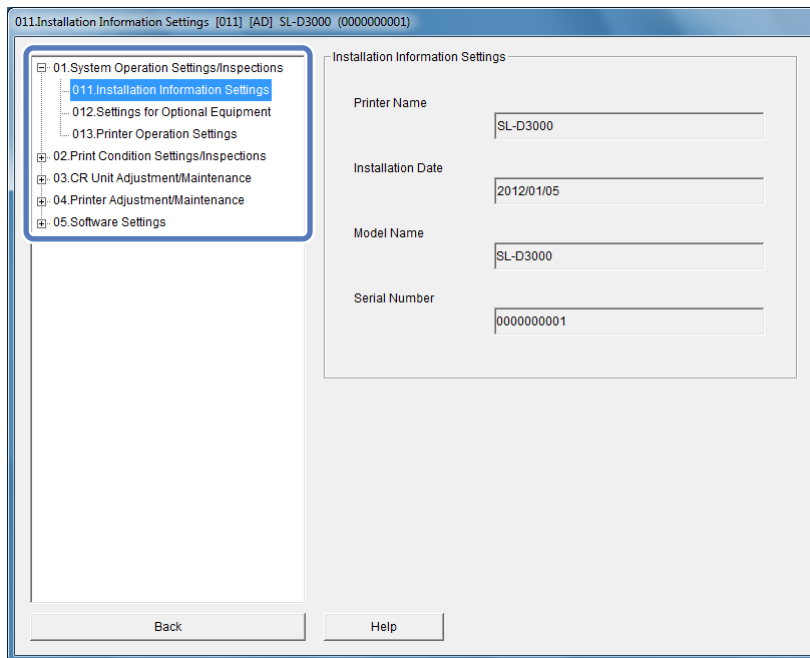 011.Installation Information Settings [011] [AD] SL-D3000 (0000000001)
01.System Operation Settings/Inspections
011.Installation Information Settings
012.Settings for Optional Equipment
013.Printer Operation Settings
02.Print Condition Settings/Inspections
03.CR Unit Adjustment/Maintenance
04.Printer Adjustment/Maintenance
05.Software Settings
Installation Information Settings
Printer Name
SL-D3000
Installation Date
2012/01/05
Model Name
SL-D3000
Serial Number
0000000001
Back
Help